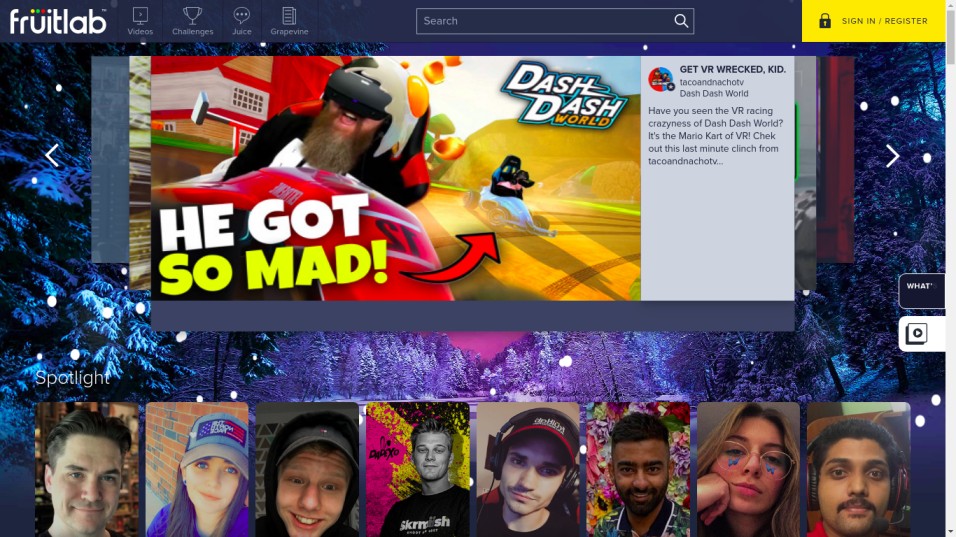 fruitlab
Videos
Challenges
Juice
Grapevine
Search
SIGN IN / REGISTER
DASH
DASH
WORLD
HE GOT
SO MAD!
GET VR WRECKED, KID.
tacoandnachotv
Dash Dash World
Have you seen the VR racing
crazyness of Dash Dash World?
It's the Mario Kart of VR! Chek
out this last minute clinch from
tacoandnachotv...
WHAT'
Spotlight